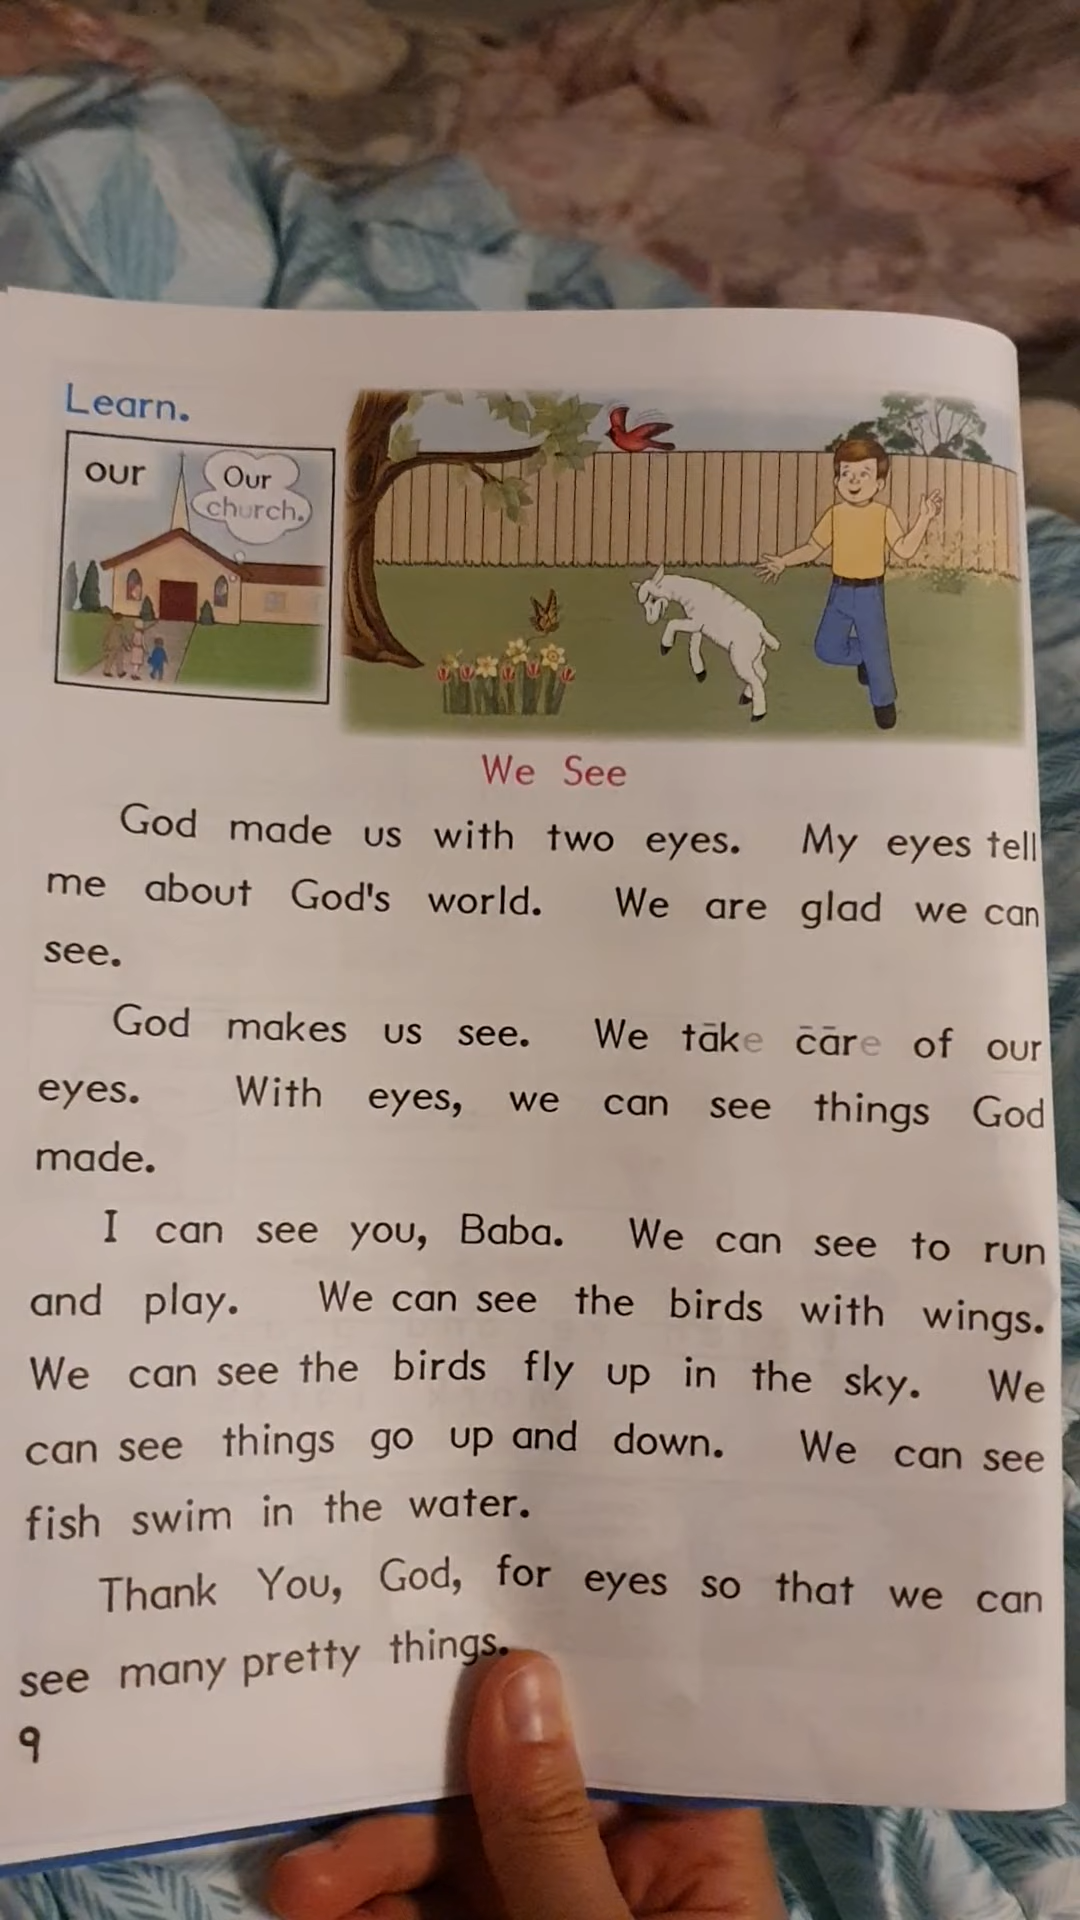 Learn.
our
Our
church.
We See
God made us with two eyes. My eyes tell
me about God's world. We are glad we can
see.
God makes us see. We tāke c̄āre of our
eyes. With eyes, we can see things God
made.
I can see you, Baba. We can see to run
and play. We can see the birds with wings.
We can see the birds fly up in the sky. We
can see things go up and down. We can see
fish swim in the water.
Thank You, God, for eyes so that we can
see many pretty things.
9